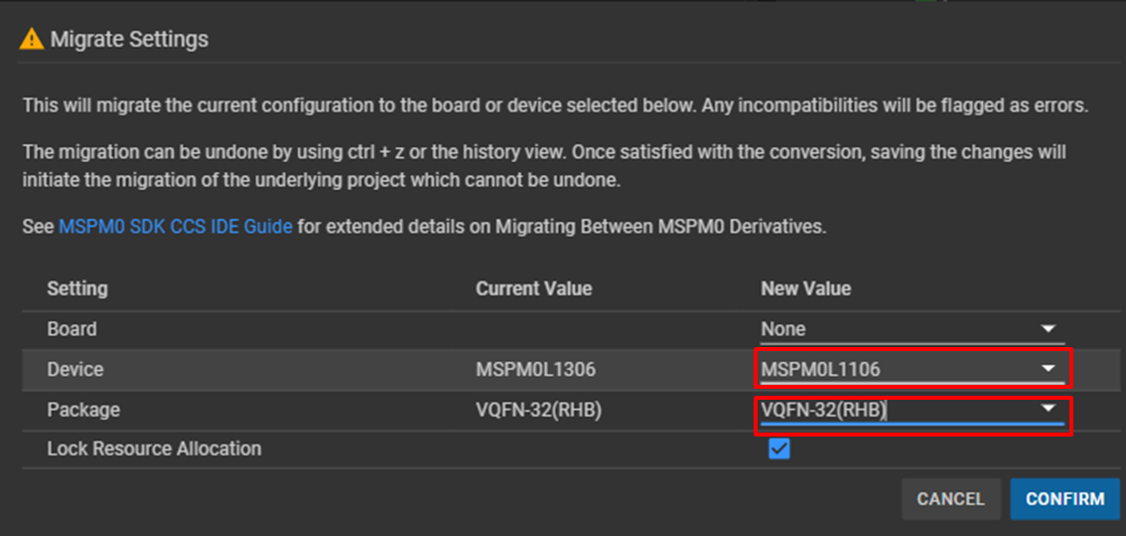 Migrate Settings
This will migrate the current configuration to the board or device selected below. Any incompatibilities will be flagged as errors.
The migration can be undone by using ctrl + z or the history view. Once satisfied with the conversion, saving the changes will
initiate the migration of the underlying project which cannot be undone.
See MSPM0 SDK CCS IDE Guide for extended details on Migrating Between MSPM0 Derivatives.
Setting Current Value New Value
Board None
Device MSPM0L1306 MSPM0L1106
Package VQFN-32(RHB) VQFN-32(RHB)
Lock Resource Allocation
CANCEL CONFIRM